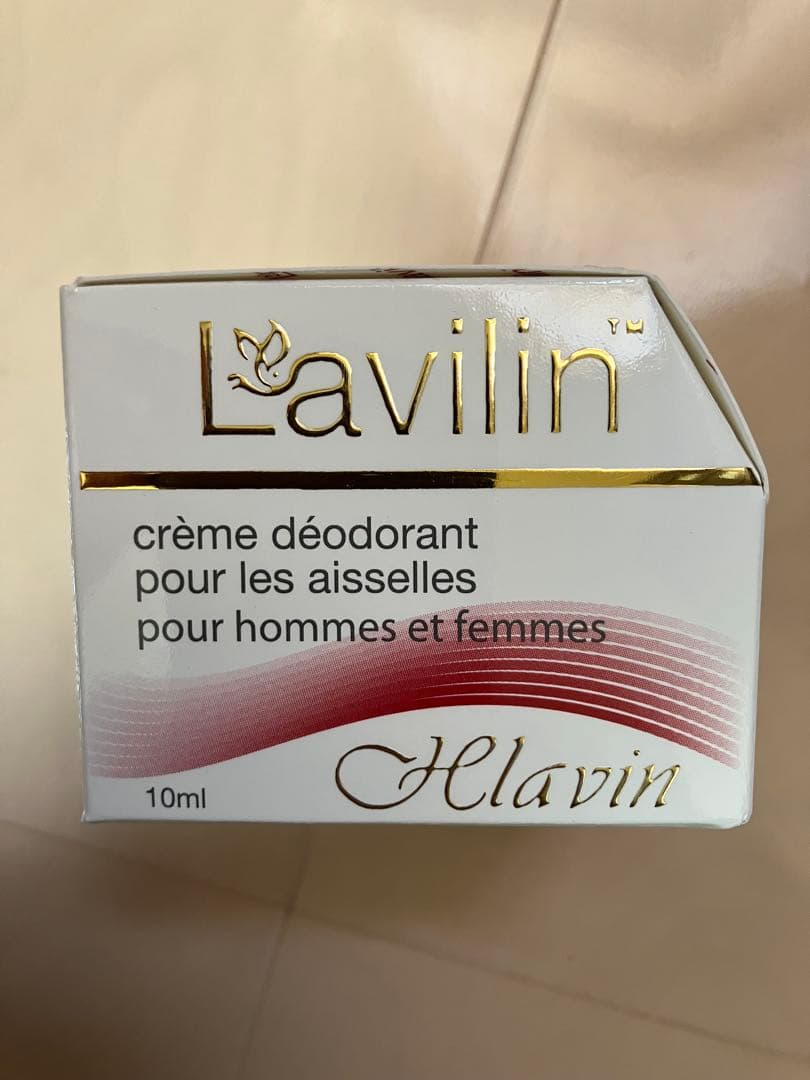 Lavilin™
crème déodorant
pour les aisselles
pour hommes et femmes
Hlavin
10ml